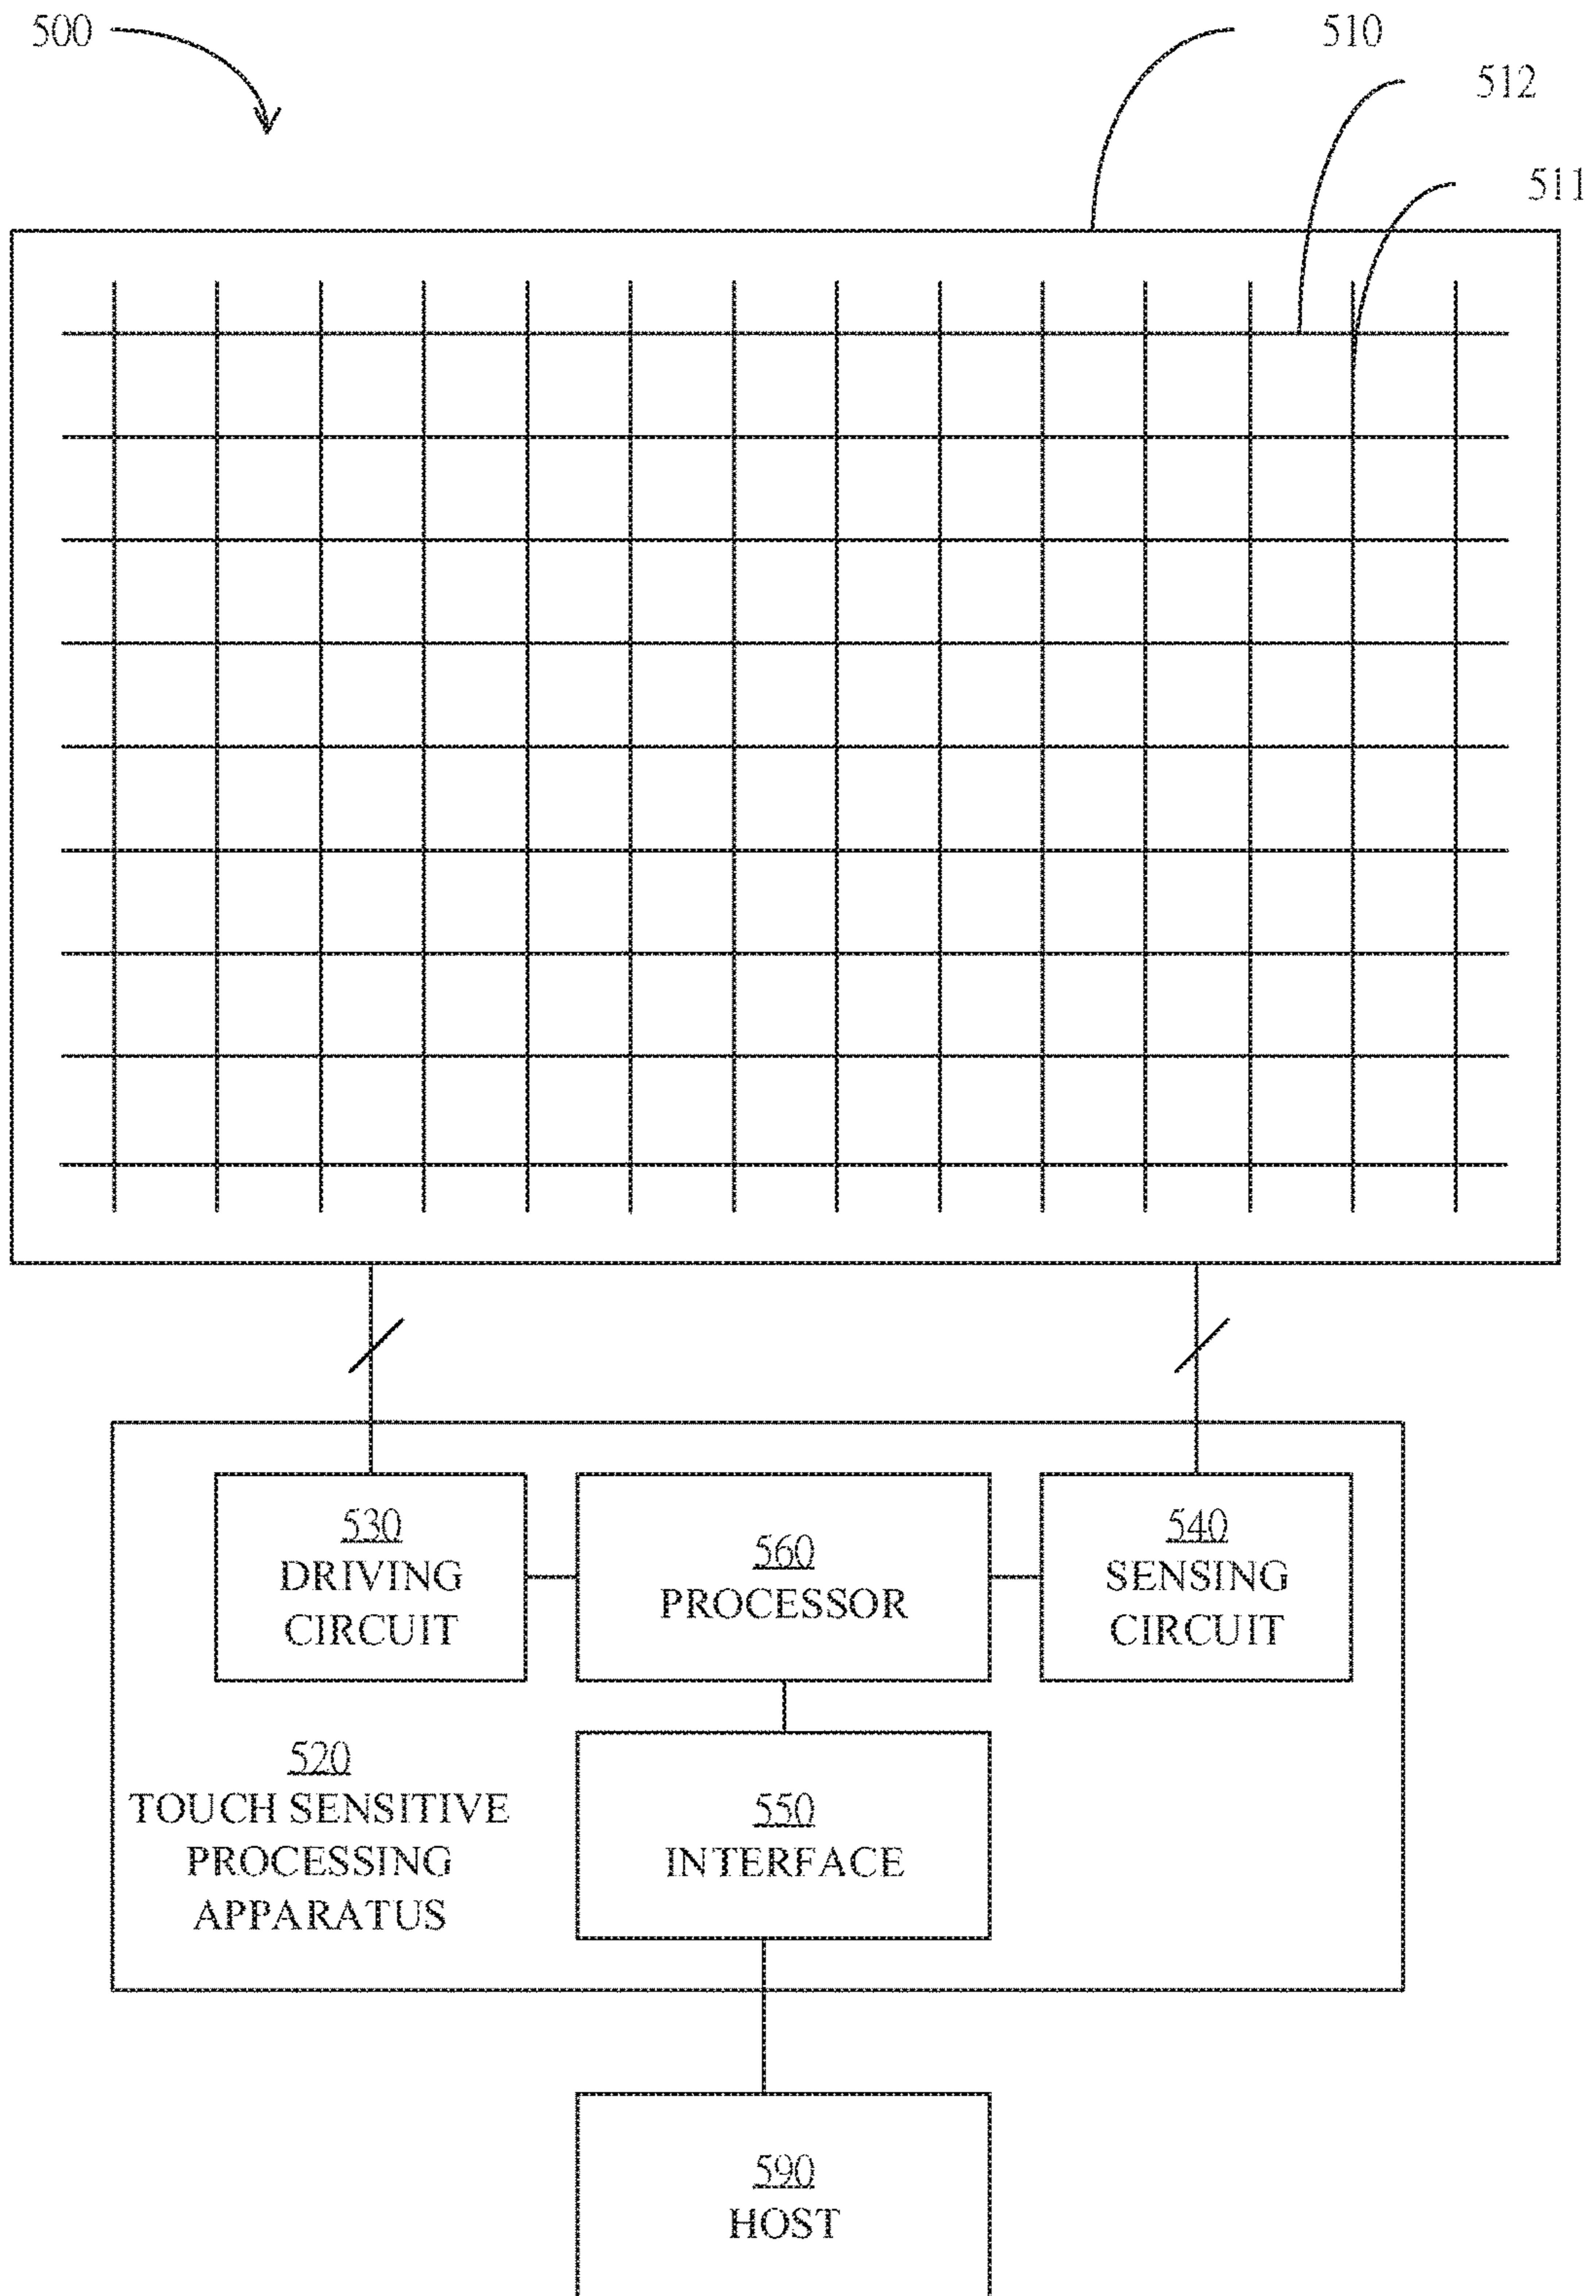 500
510
512
511
530
DRIVING
CIRCUIT
560
PROCESSOR
540
SENSING
CIRCUIT
520
TOUCH SENSITIVE
PROCESSING
APPARATUS
550
INTERFACE
590
HOST